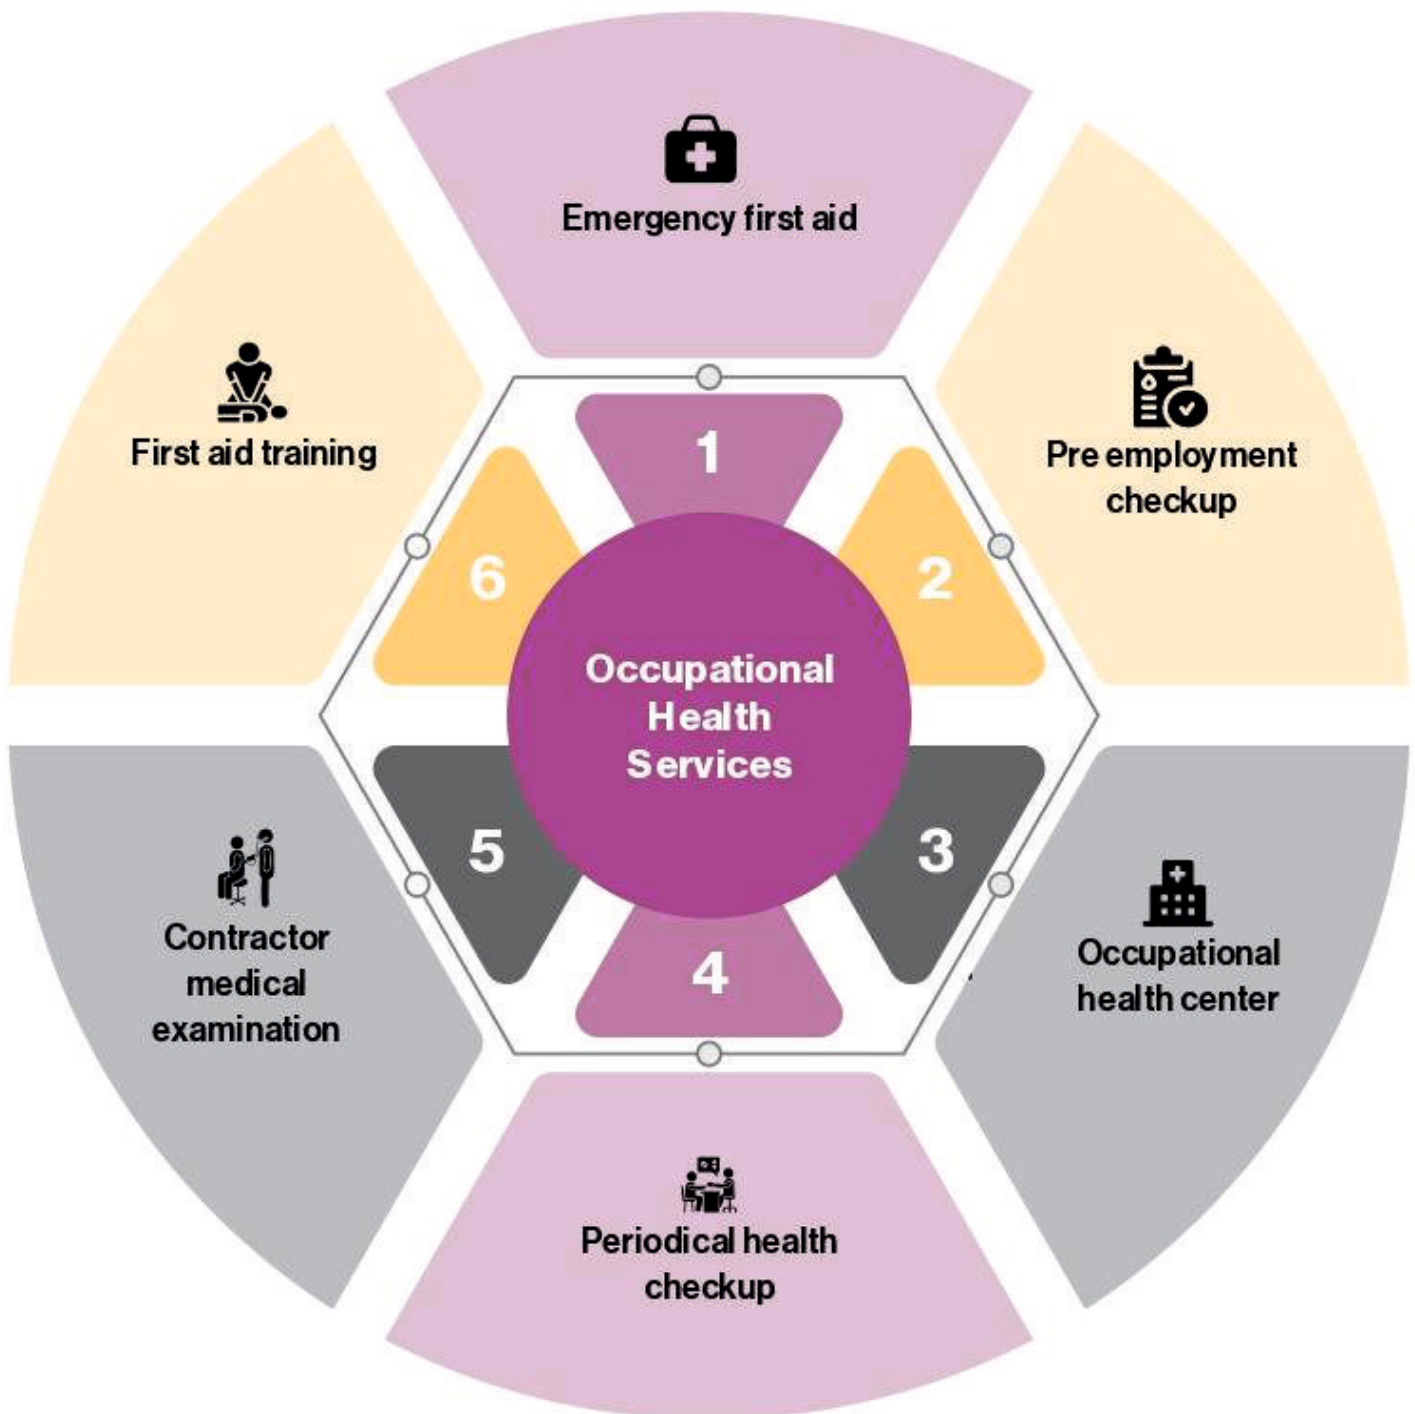 Emergency first aid
1
Pre employment
checkup
2
Occupational
health center
3
Periodical health
checkup
4
Contractor
medical
examination
5
First aid training
6
Occupational
Health
Services